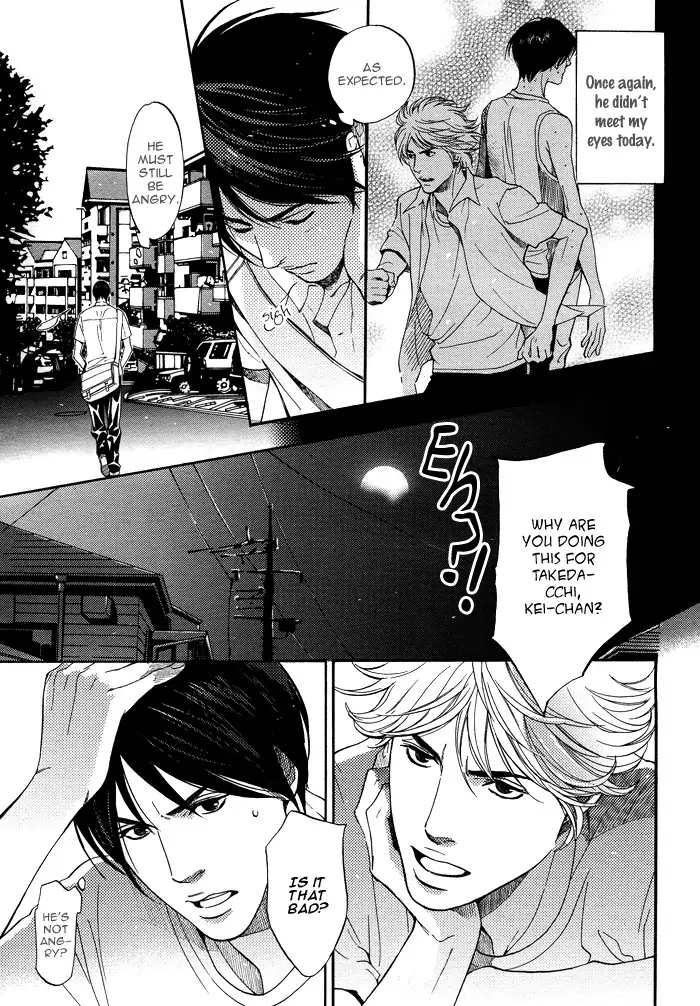 Once again,
he didn't
meet my
eyes today.
AS
EXPECTED.
sigh
HE
MUST
STILL
BE
ANGRY.
Eh?!
WHY ARE
YOU DOING
THIS FOR
TAKEDA-
CCHI,
KEI-CHAN?
IS IT
THAT
BAD?
HE'S
NOT
ANG-
RY?